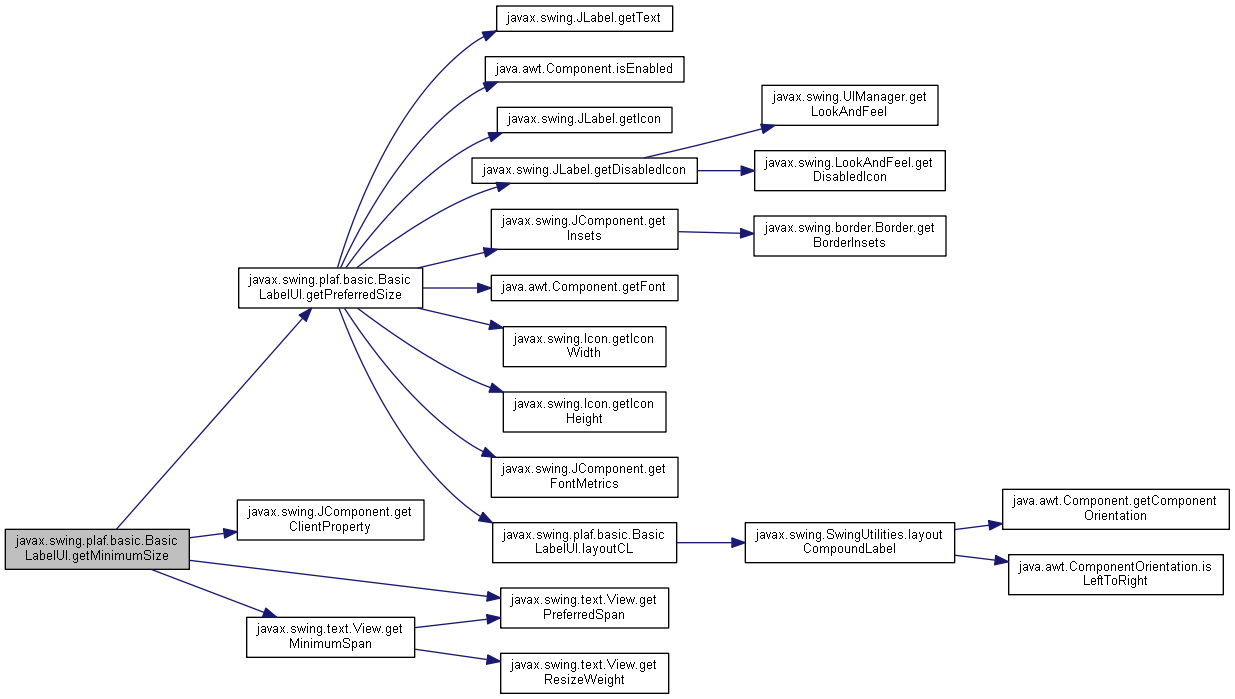 javax.swing.JLabel.getText
java.awt.Component.isEnabled
javax.swing.UIManager.get
LookAndFeel
javax.swing.JLabel.getIcon
javax.swing.JLabel.getDisabledIcon
javax.swing.LookAndFeel.get
DisabledIcon
javax.swing.JComponent.get
Insets
javax.swing.border.Border.get
BorderInsets
javax.swing.plaf.basic.Basic
LabelUI.getPreferredSize
java.awt.Component.getFont
javax.swing.Icon.getIcon
Width
javax.swing.Icon.getIcon
Height
javax.swing.JComponent.get
FontMetrics
javax.swing.JComponent.get
ClientProperty
javax.swing.plaf.basic.Basic
LabelUI.getMinimumSize
javax.swing.plaf.basic.Basic
LabelUI.layoutCL
javax.swing.SwingUtilities.layout
CompoundLabel
java.awt.Component.getComponent
Orientation
java.awt.ComponentOrientation.is
LeftToRight
javax.swing.text.View.get
PreferredSpan
javax.swing.text.View.get
MinimumSpan
javax.swing.text.View.get
ResizeWeight